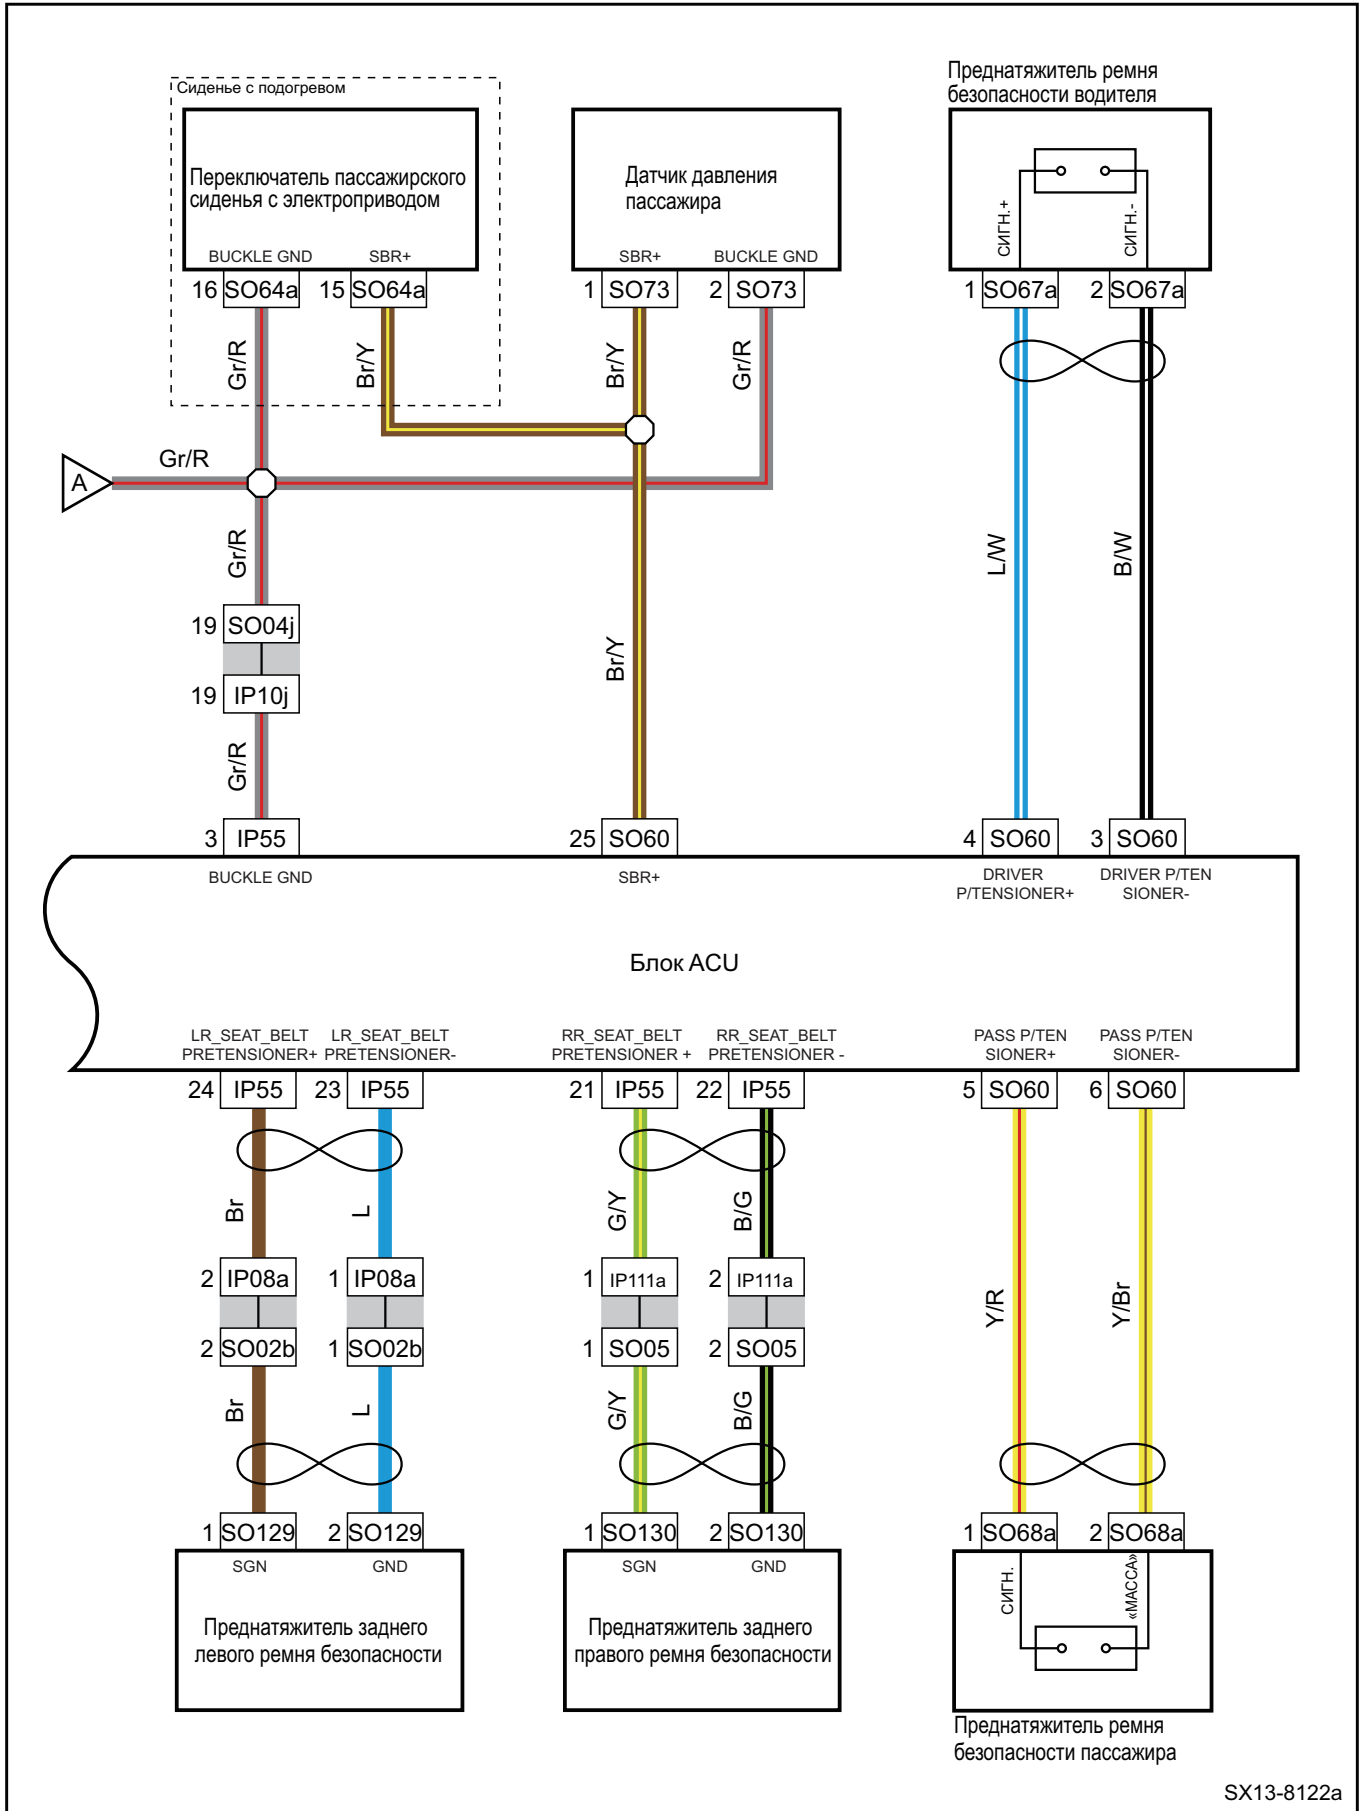 Сиденье с подогревом
Переключатель пассажирского
сиденья с электроприводом
BUCKLE GND
SBR+
Датчик давления
пассажира
SBR+
BUCKLE GND
Преднатяжитель ремня
безопасности водителя
СИГН.+
СИГН.-
16 SO64a
15 SO64a
1 SO73
2 SO73
1 SO67a
2 SO67a
Gr/R
Br/Y
Br/Y
Gr/R
A
Gr/R
Gr/R
L/W
B/W
19 SO04j
Br/Y
19 IP10j
Gr/R
3 IP55
25 SO60
4 SO60
3 SO60
BUCKLE GND
SBR+
DRIVER
P/TENSIONER+
DRIVER P/TEN
SIONER-
Блок ACU
LR_SEAT_BELT
PRETENSIONER+
LR_SEAT_BELT
PRETENSIONER-
RR_SEAT_BELT
PRETENSIONER +
RR_SEAT_BELT
PRETENSIONER -
PASS P/TEN
SIONER+
PASS P/TEN
SIONER-
24 IP55
23 IP55
21 IP55
22 IP55
5 SO60
6 SO60
Br
L
G/Y
B/G
2 IP08a
1 IP08a
1 IP111a
2 IP111a
Y/R
Y/Br
2 SO02b
1 SO02b
1 SO05
2 SO05
Br
L
G/Y
B/G
1 SO129
2 SO129
1 SO130
2 SO130
1 SO68a
2 SO68a
SGN
GND
SGN
GND
СИГН.
«МАССА»
Преднатяжитель заднего
левого ремня безопасности
Преднатяжитель заднего
правого ремня безопасности
Преднатяжитель ремня
безопасности пассажира
SX13-8122a